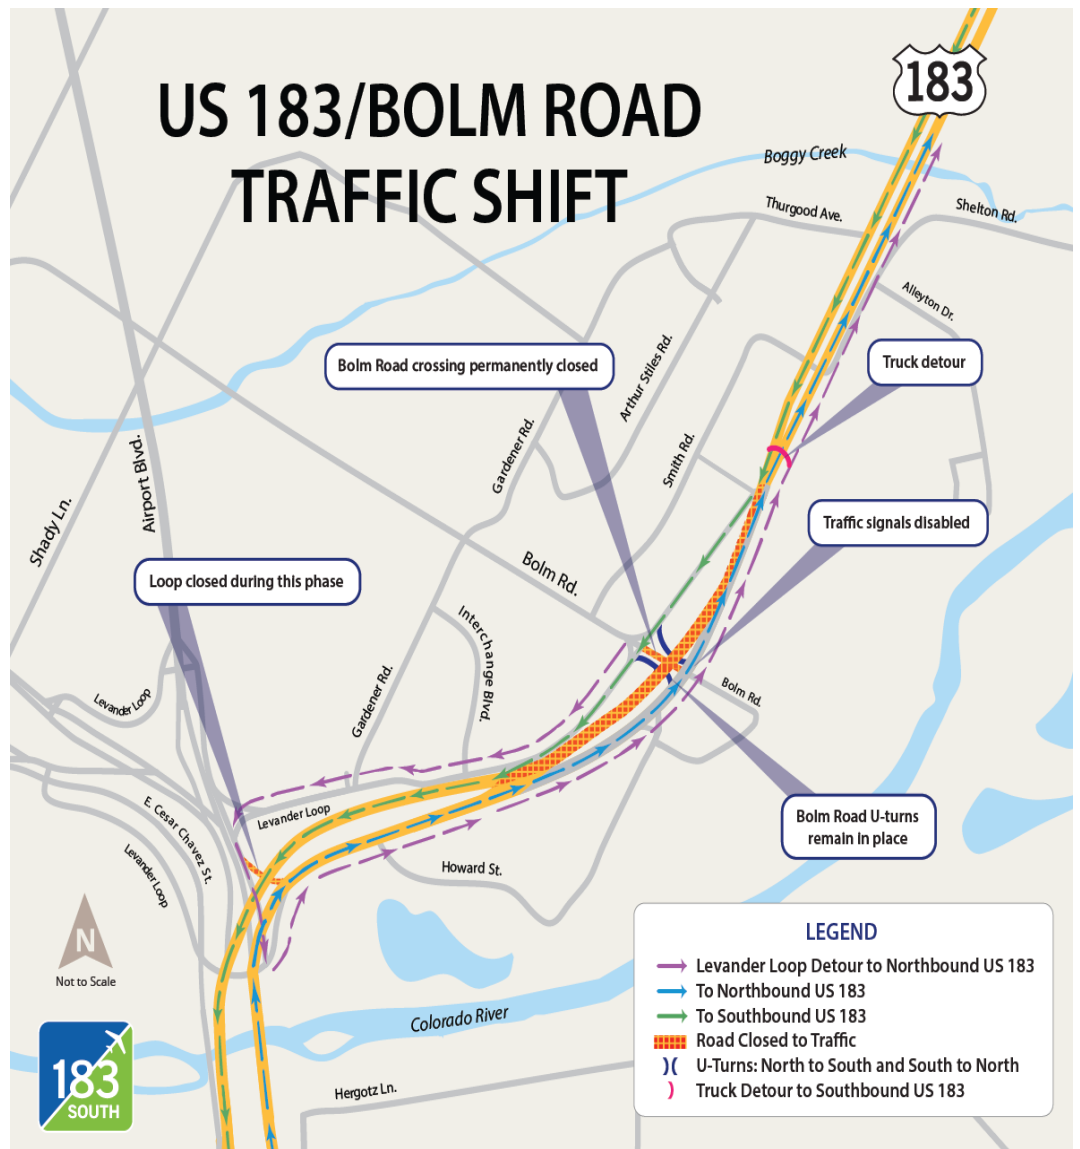 US 183/BOLM ROAD
TRAFFIC SHIFT
183
Boggy Creek
Thurgood Ave.
Shelton Rd.
Alleyton Dr.
Truck detour
Bolm Road crossing permanently closed
Arthur Stiles Rd.
Gardener Rd.
Smith Rd.
Airport Blvd.
Shady Ln.
Traffic signals disabled
Bolm Rd.
Loop closed during this phase
Interchange Blvd.
Gardener Rd.
Levander Loop
Bolm Rd.
Levander Loop
E. Cesar Chavez St.
Levander Loop
Howard St.
Bolm Road U-turns
remain in place
N
Not to Scale
Colorado River
Hergotz Ln.
183
SOUTH
LEGEND
Levander Loop Detour to Northbound US 183
To Northbound US 183
To Southbound US 183
Road Closed to Traffic
U-Turns: North to South and South to North
Truck Detour to Southbound US 183